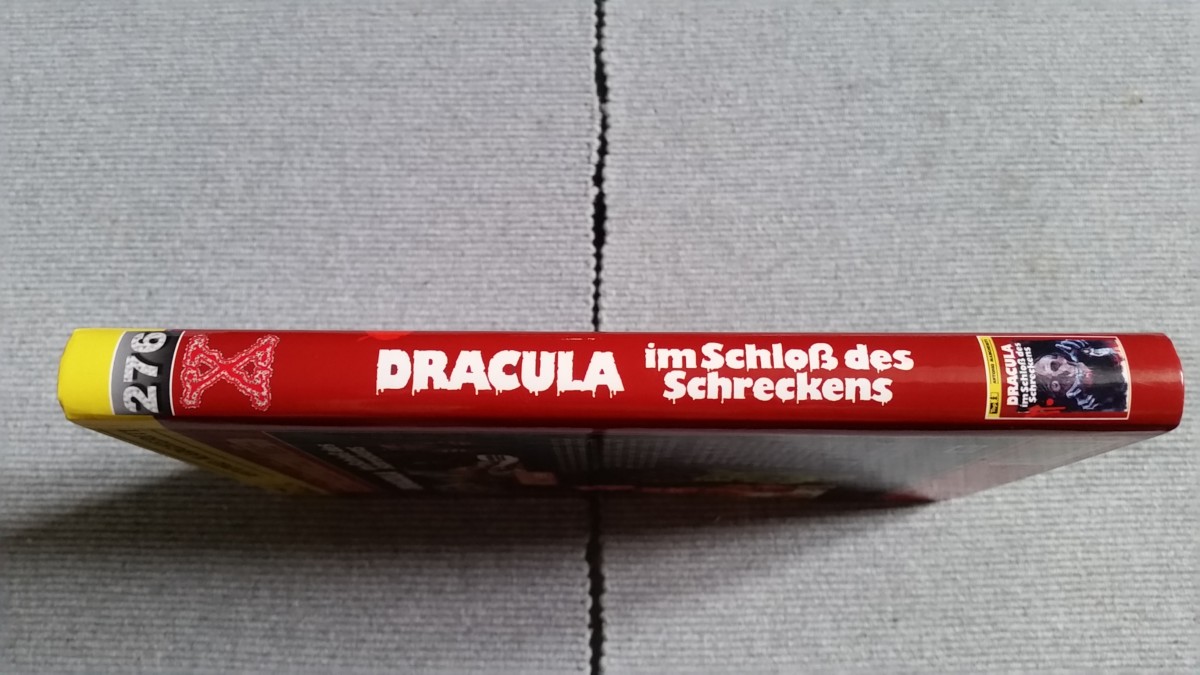 276
X
DRACULA
im Schloß des
Schreckens
DRACULA
im Schloß des
Schreckens